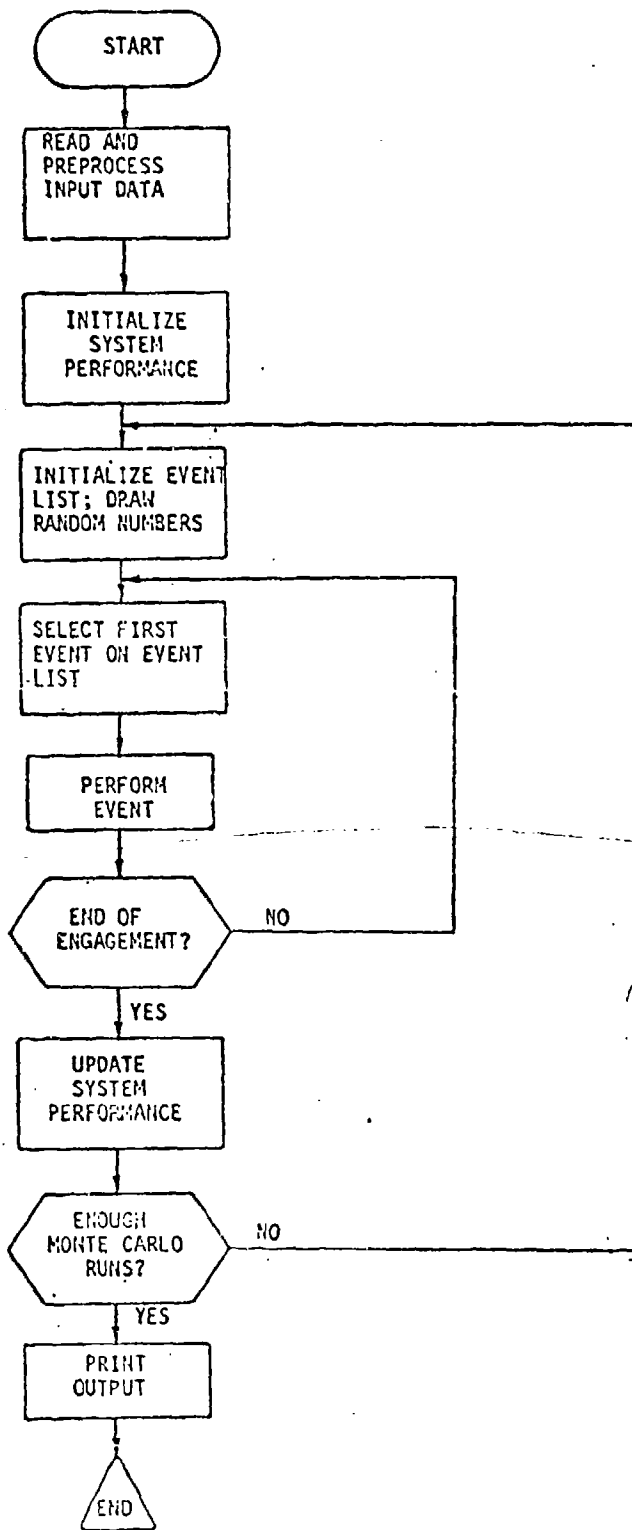 START
READ AND
PREPROCESS
INPUT DATA
INITIALIZE
SYSTEM
PERFORMANCE
INITIALIZE EVENT
LIST; DRAW
RANDOM NUMBERS
SELECT FIRST
EVENT ON EVENT
LIST
PERFORM
EVENT
END OF
ENGAGEMENT?
NO
YES
UPDATE
SYSTEM
PERFORMANCE
ENOUGH
MONTE CARLO
RUNS?
NO
YES
PRINT
OUTPUT
END